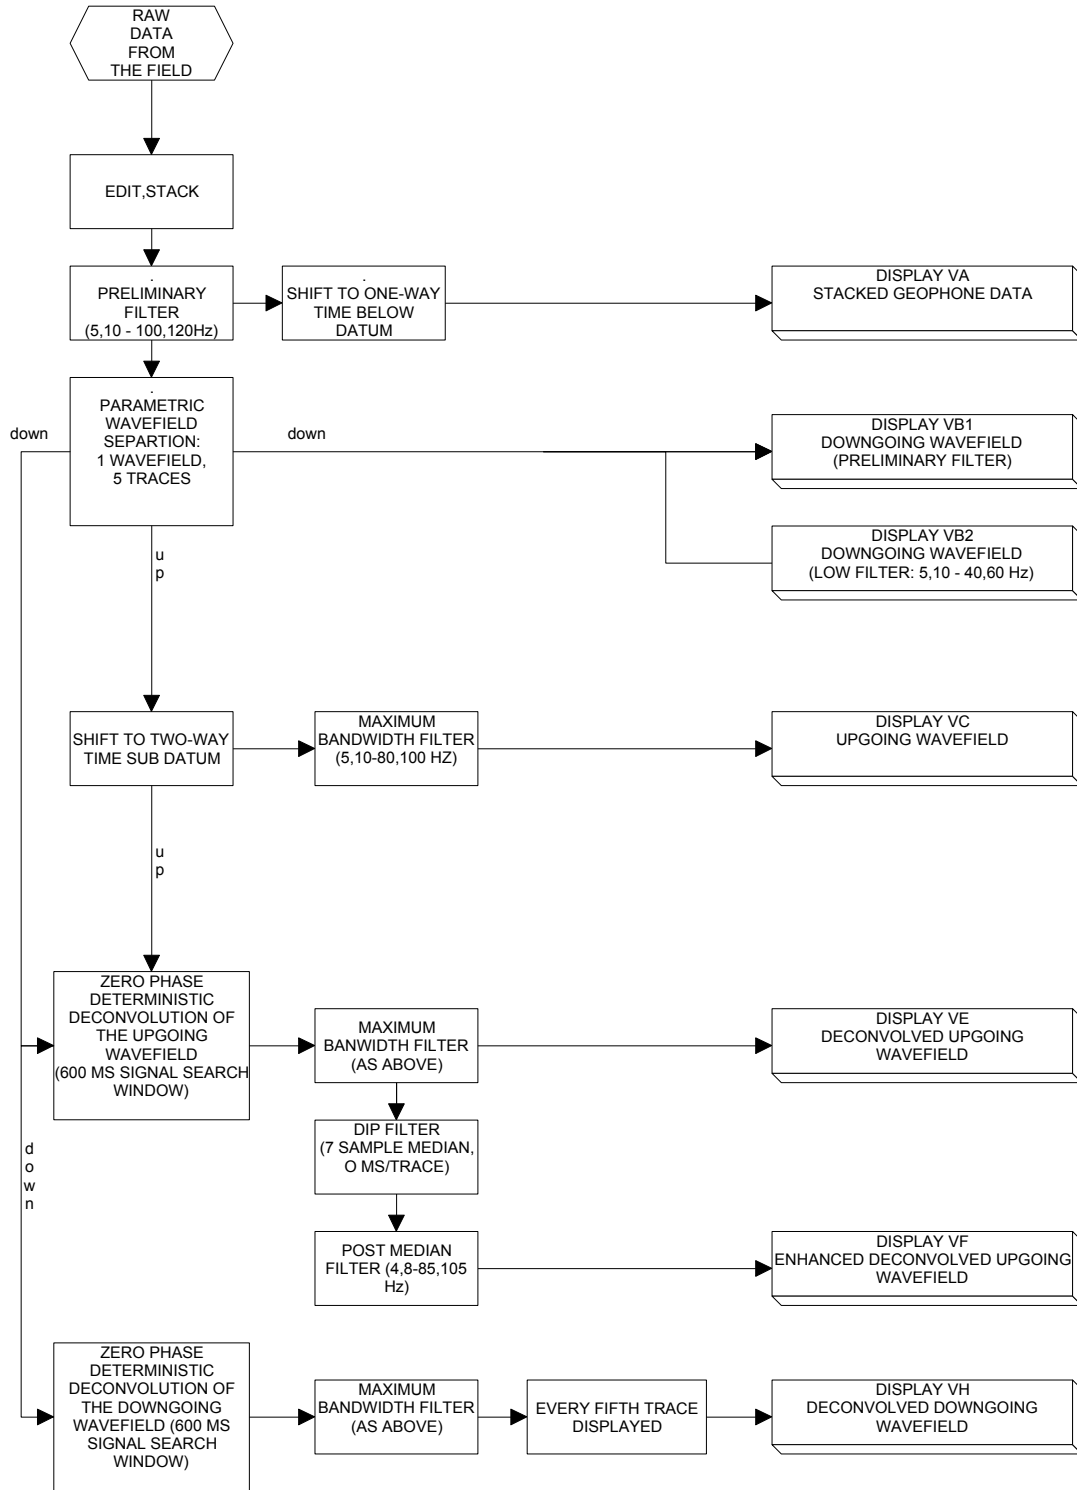 RAW
DATA
FROM
THE FIELD
EDIT,STACK
.
PRELIMINARY
FILTER
(5,10 - 100,120Hz)
.
SHIFT TO ONE-WAY
TIME BELOW
DATUM
DISPLAY VA
STACKED GEOPHONE DATA
.
PARAMETRIC
WAVEFIELD
SEPARTION:
1 WAVEFIELD,
5 TRACES
down
down
DISPLAY VB1
DOWNGOING WAVEFIELD
(PRELIMINARY FILTER)
DISPLAY VB2
DOWNGOING WAVEFIELD
(LOW FILTER: 5,10 - 40,60 Hz)
u
p
SHIFT TO TWO-WAY
TIME SUB DATUM
MAXIMUM
BANDWIDTH FILTER
(5,10-80,100 HZ)
DISPLAY VC
UPGOING WAVEFIELD
u
p
ZERO PHASE
DETERMINISTIC
DECONVOLUTION OF
THE UPGOING
WAVEFIELD
(600 MS SIGNAL SEARCH
WINDOW)
MAXIMUM
BANWIDTH FILTER
(AS ABOVE)
DISPLAY VE
DECONVOLVED UPGOING
WAVEFIELD
DIP FILTER
(7 SAMPLE MEDIAN,
O MS/TRACE)
d
o
w
n
POST MEDIAN
FILTER (4,8-85,105
Hz)
DISPLAY VF
ENHANCED DECONVOLVED UPGOING
WAVEFIELD
ZERO PHASE
DETERMINISTIC
DECONVOLUTION OF
THE DOWNGOING
WAVEFIELD (600 MS
SIGNAL SEARCH
WINDOW)
MAXIMUM
BANDWIDTH FILTER
(AS ABOVE)
EVERY FIFTH TRACE
DISPLAYED
DISPLAY VH
DECONVOLVED DOWNGOING
WAVEFIELD